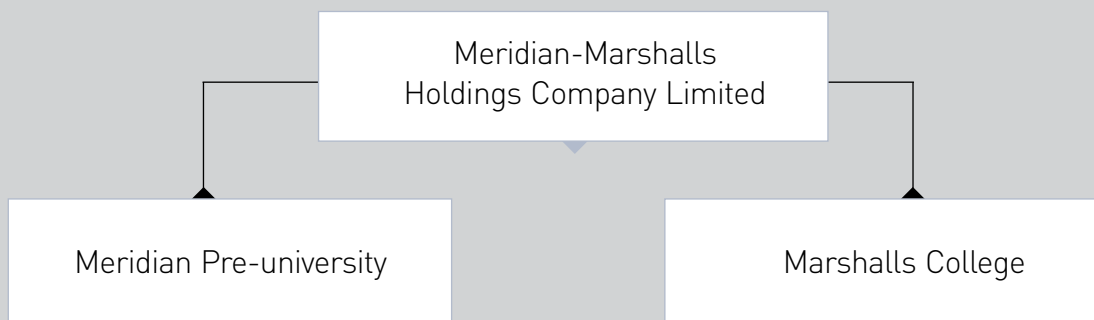 Meridian-Marshalls
Holdings Company Limited
Meridian Pre-university
Marshalls College